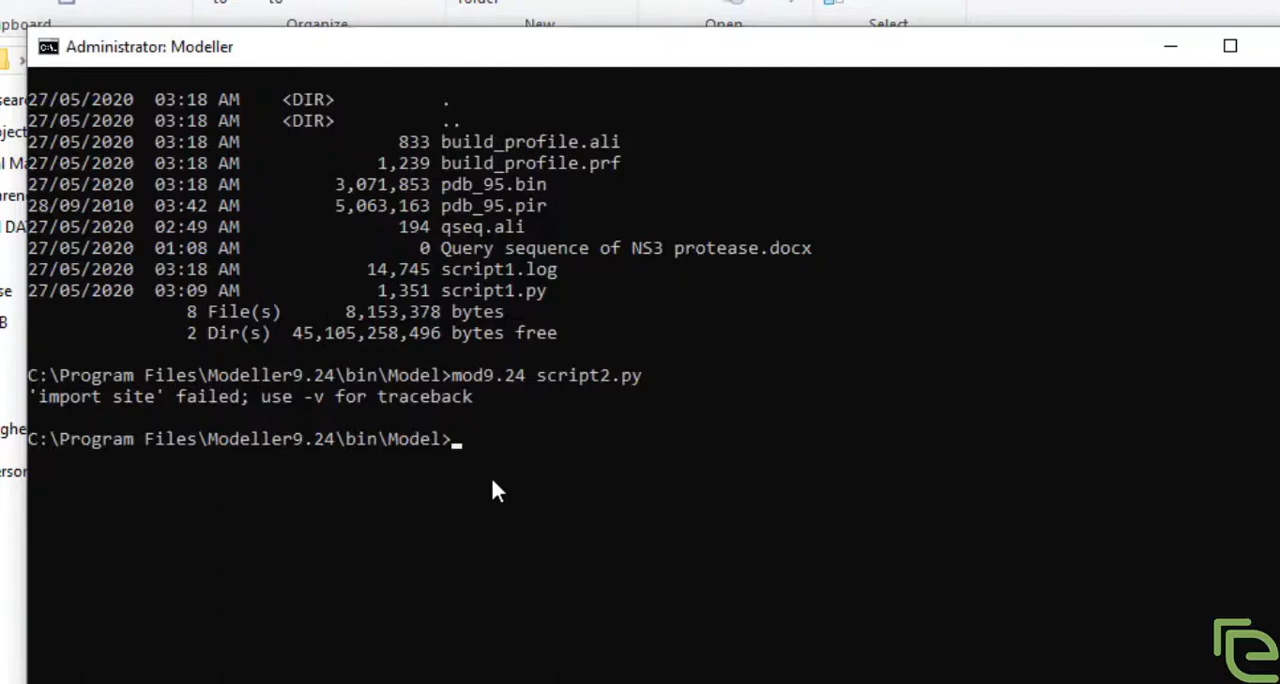 Organize
New
Open
Select
Administrator: Modeller
27/05/2020 03:18 AM <DIR> .
27/05/2020 03:18 AM <DIR> ..
27/05/2020 03:18 AM 833 build_profile.ali
27/05/2020 03:18 AM 1,239 build_profile.prf
27/05/2020 03:18 AM 3,071,853 pdb_95.bin
28/09/2010 03:42 AM 5,063,163 pdb_95.pir
27/05/2020 02:49 AM 194 qseq.ali
27/05/2020 01:08 AM 0 Query sequence of NS3 protease.docx
27/05/2020 03:18 AM 14,745 script1.log
27/05/2020 03:09 AM 1,351 script1.py
8 File(s) 8,153,378 bytes
2 Dir(s) 45,105,258,496 bytes free
C:\Program Files\Modeller9.24\bin\Model>mod9.24 script2.py
'import site' failed; use -v for traceback
C:\Program Files\Modeller9.24\bin\Model>